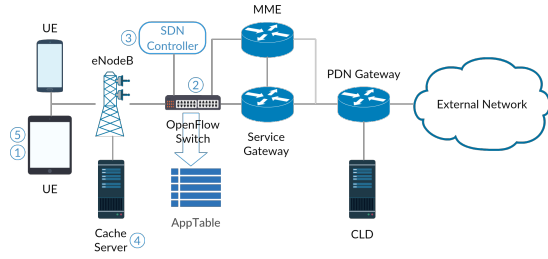 UE
eNodeB
③
SDN
Controller
MME
②
PDN Gateway
External Network
OpenFlow
Switch
Service
Gateway
⑤
①
UE
AppTable
Cache
Server
④
CLD